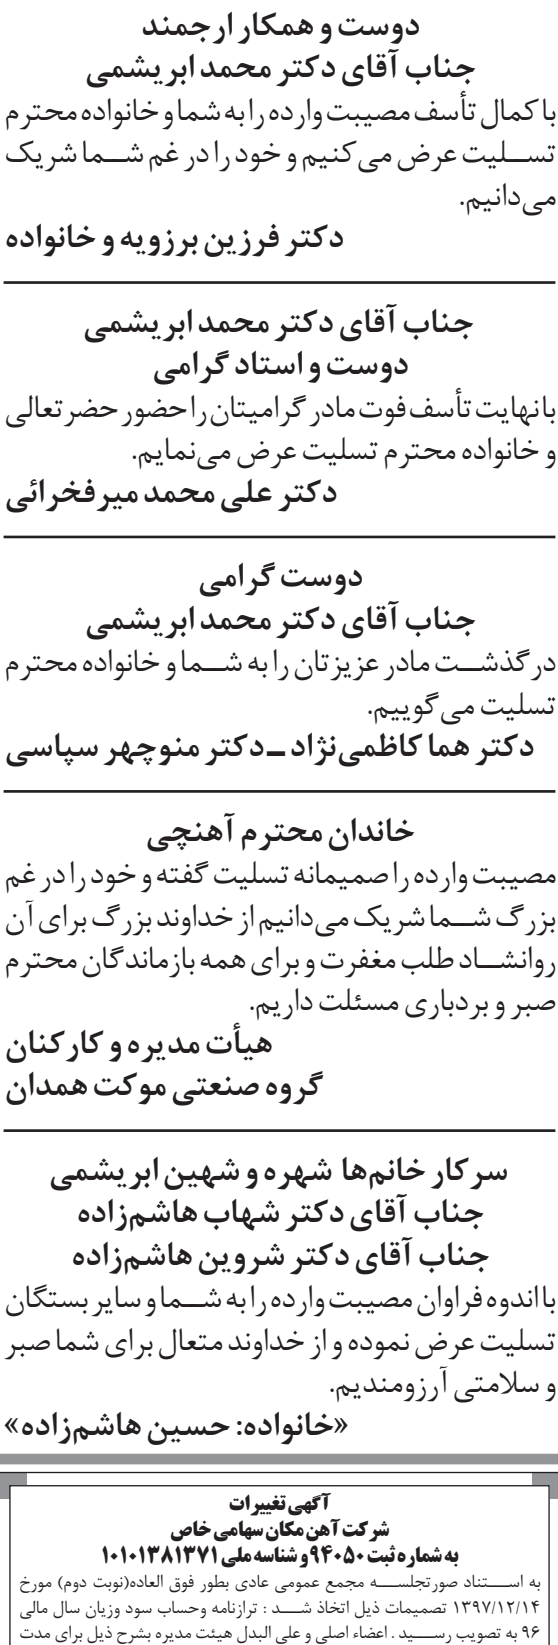 دوست و همکار ارجمند
جناب آقای دکتر محمد ابریشمی
با کمال تأسف مصیبت وارده را به شما و خانواده محترم
تسلیت عرض می‌کنیم و خود را در غم شما شریک
می‌دانیم.
دکتر فرزین برزویه و خانواده
جناب آقای دکتر محمد ابریشمی
دوست و استاد گرامی
با نهایت تأسف فوت مادر گرامیتان را حضور حضرتعالی
و خانواده محترم تسلیت عرض می‌نمایم.
دکتر علی محمد میرفخرائی
دوست گرامی
جناب آقای دکتر محمد ابریشمی
درگذشت مادر عزیزتان را به شما و خانواده محترم
تسلیت می‌گوییم.
دکتر هما کاظمی‌نژاد ـ دکتر منوچهر سپاسی
خاندان محترم آهنچی
مصیبت وارده را صمیمانه تسلیت گفته و خود را در غم
بزرگ شما شریک می‌دانیم از خداوند بزرگ برای آن
روانشاد طلب مغفرت و برای همه بازماندگان محترم
صبر و بردباری مسئلت داریم.
هیأت مدیره و کارکنان
گروه صنعتی موکت همدان
سرکار خانم‌ها شهره و شهین ابریشمی
جناب آقای دکتر شهاب هاشم‌زاده
جناب آقای دکتر شروین هاشم‌زاده
با اندوه فراوان مصیبت وارده را به شما و سایر بستگان
تسلیت عرض نموده و از خداوند متعال برای شما صبر
و سلامتی آرزومندیم.
«خانواده: حسین هاشم‌زاده»
آگهی تغییرات
شرکت آهن مکان سهامی خاص
به شماره ثبت ۹۴۰۵۰ و شناسه ملی ۱۰۱۰۱۳۸۱۳۷۱
به استناد صورتجلسه مجمع عمومی عادی بطور فوق العاده(نوبت دوم) مورخ
۱۳۹۷/۱۲/۱۴ تصمیمات ذیل اتخاذ شد : ترازنامه وحساب سود وزیان سال مالی
۹۶ به تصویب رسید . اعضاء اصلی و علی البدل هیئت مدیره بشرح ذیل برای مدت